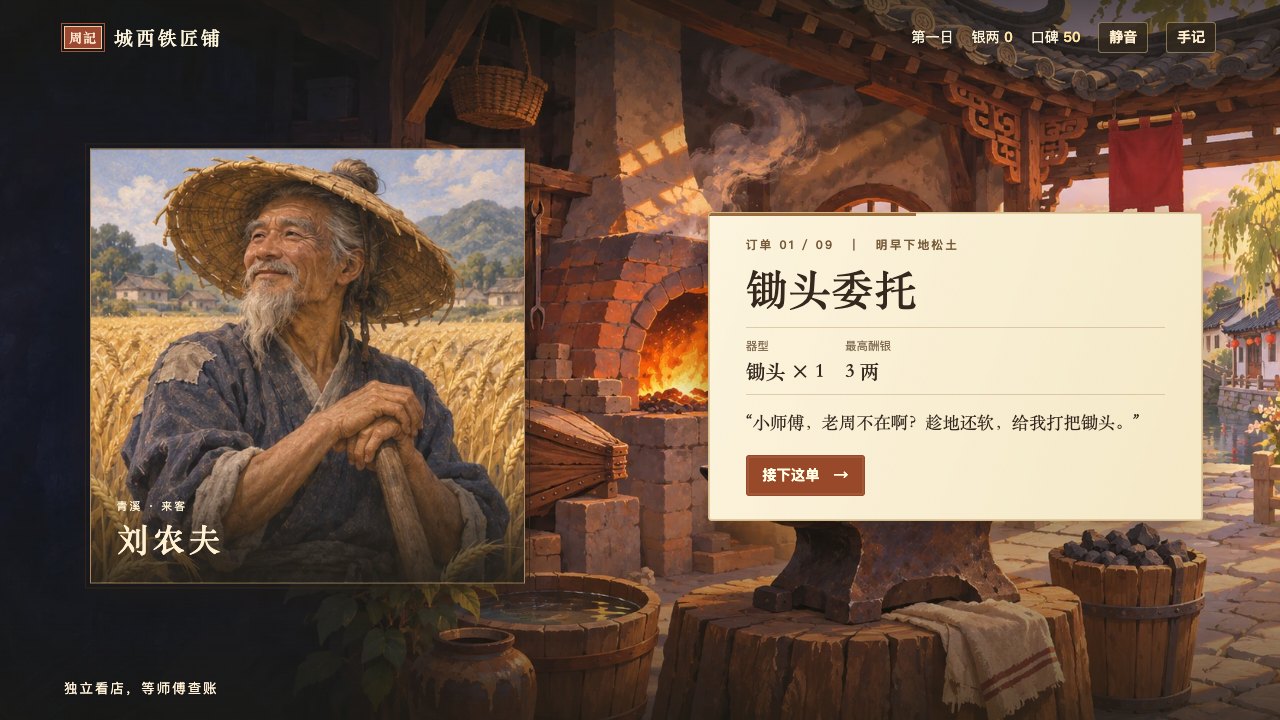 周記 城西铁匠铺
第一日 银两 0 口碑 50 静音 手记
订单 01 / 09 | 明早下地松土
锄头委托
器型 最高酬银
锄头 × 1 3 两
“小师傅，老周不在啊？趁地还软，给我打把锄头。”
接下这单 →
青溪 · 来客
刘农夫
独立看店，等师傅查账